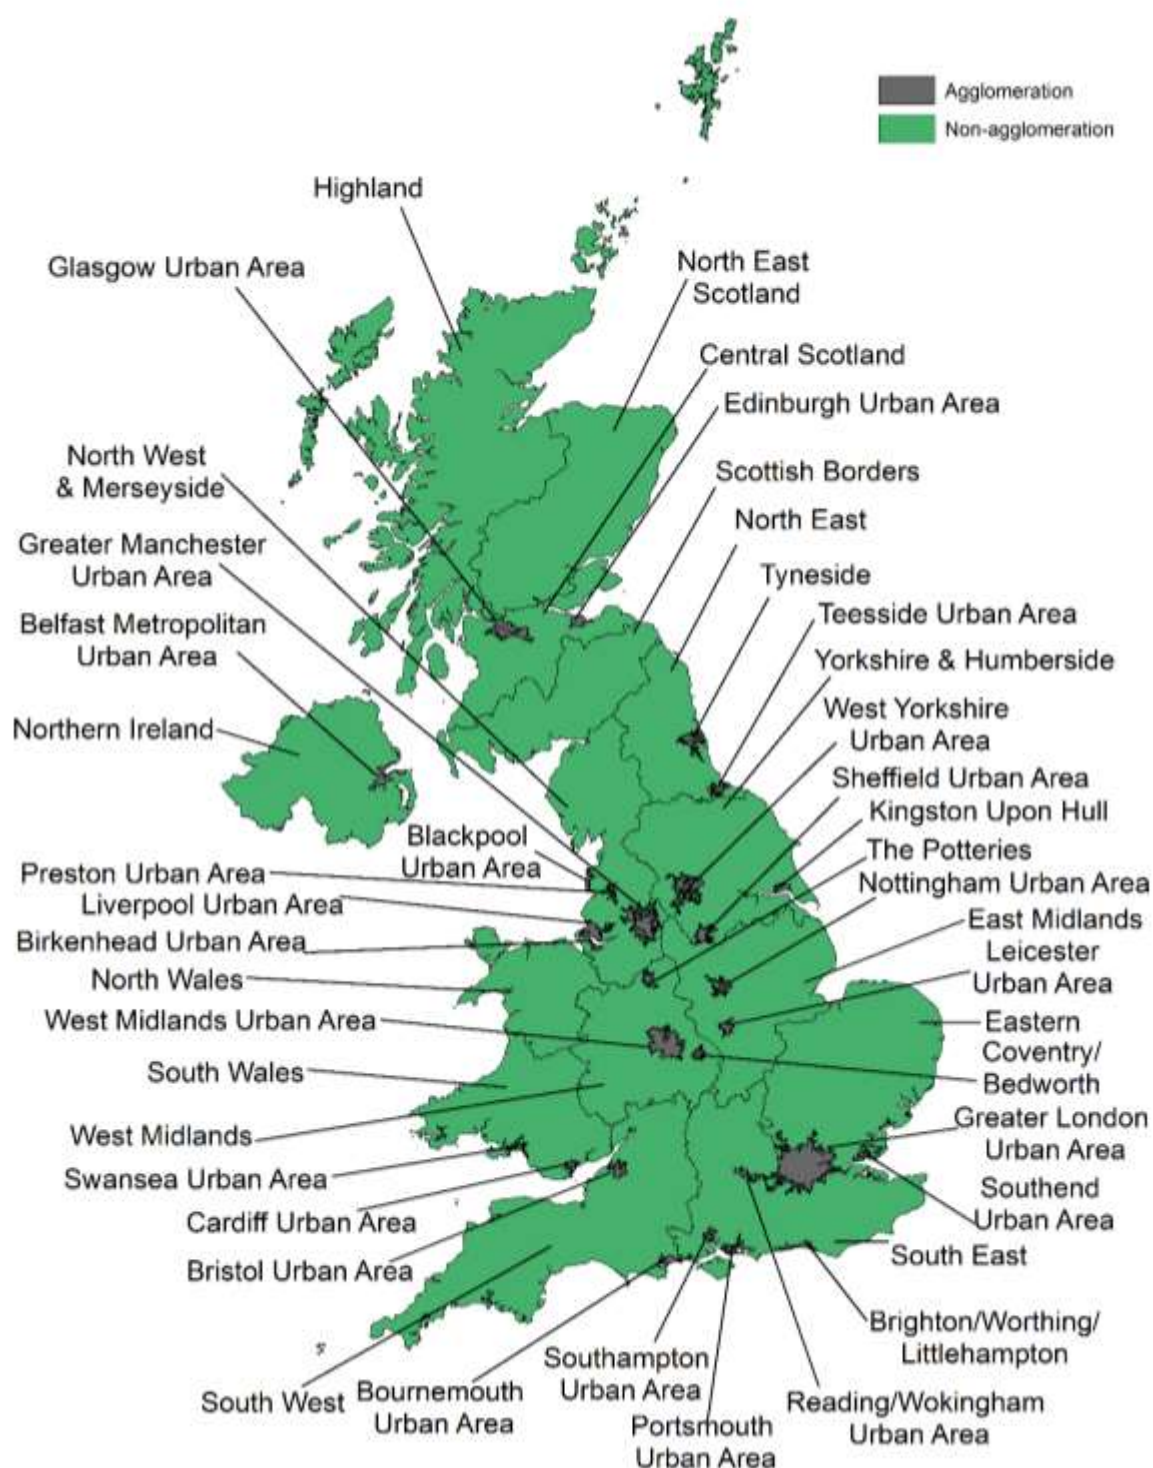 Agglomeration
Non-agglomeration
Highland
Glasgow Urban Area
North East
Scotland
Central Scotland
Edinburgh Urban Area
North West
& Merseyside
Scottish Borders
North East
Greater Manchester
Urban Area
Tyneside
Belfast Metropolitan
Urban Area
Teesside Urban Area
Yorkshire & Humberside
Northern Ireland
West Yorkshire
Urban Area
Sheffield Urban Area
Kingston Upon Hull
Blackpool
Urban Area
The Potteries
Preston Urban Area
Nottingham Urban Area
Liverpool Urban Area
East Midlands
Birkenhead Urban Area
Leicester
Urban Area
North Wales
West Midlands Urban Area
Eastern
Coventry/
Bedworth
South Wales
Greater London
Urban Area
West Midlands
Swansea Urban Area
Southend
Urban Area
Cardiff Urban Area
South East
Bristol Urban Area
Brighton/Worthing/
Littlehampton
Southampton
Urban Area
South West
Bournemouth
Urban Area
Reading/Wokingham
Urban Area
Portsmouth
Urban Area